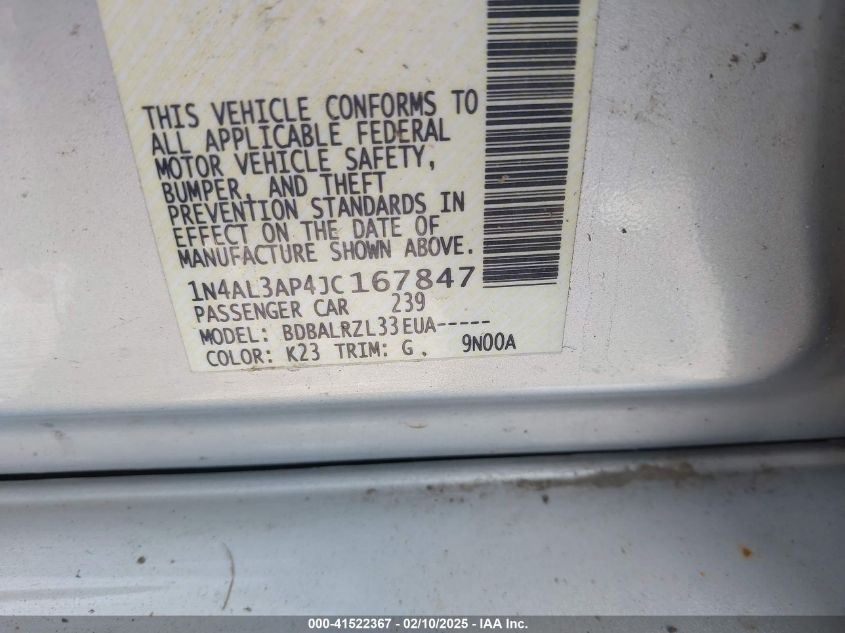 THIS VEHICLE CONFORMS TO
ALL APPLICABLE FEDERAL
MOTOR VEHICLE SAFETY,
BUMPER, AND THEFT
PREVENTION STANDARDS IN
EFFECT ON THE DATE OF
MANUFACTURE SHOWN ABOVE.
1N4AL3AP4JC167847
PASSENGER CAR 239
MODEL: BDBALRZL33EUA-----
COLOR: K23 TRIM: G. 9N00A
000-41522367 - 02/10/2025 - IAA Inc.